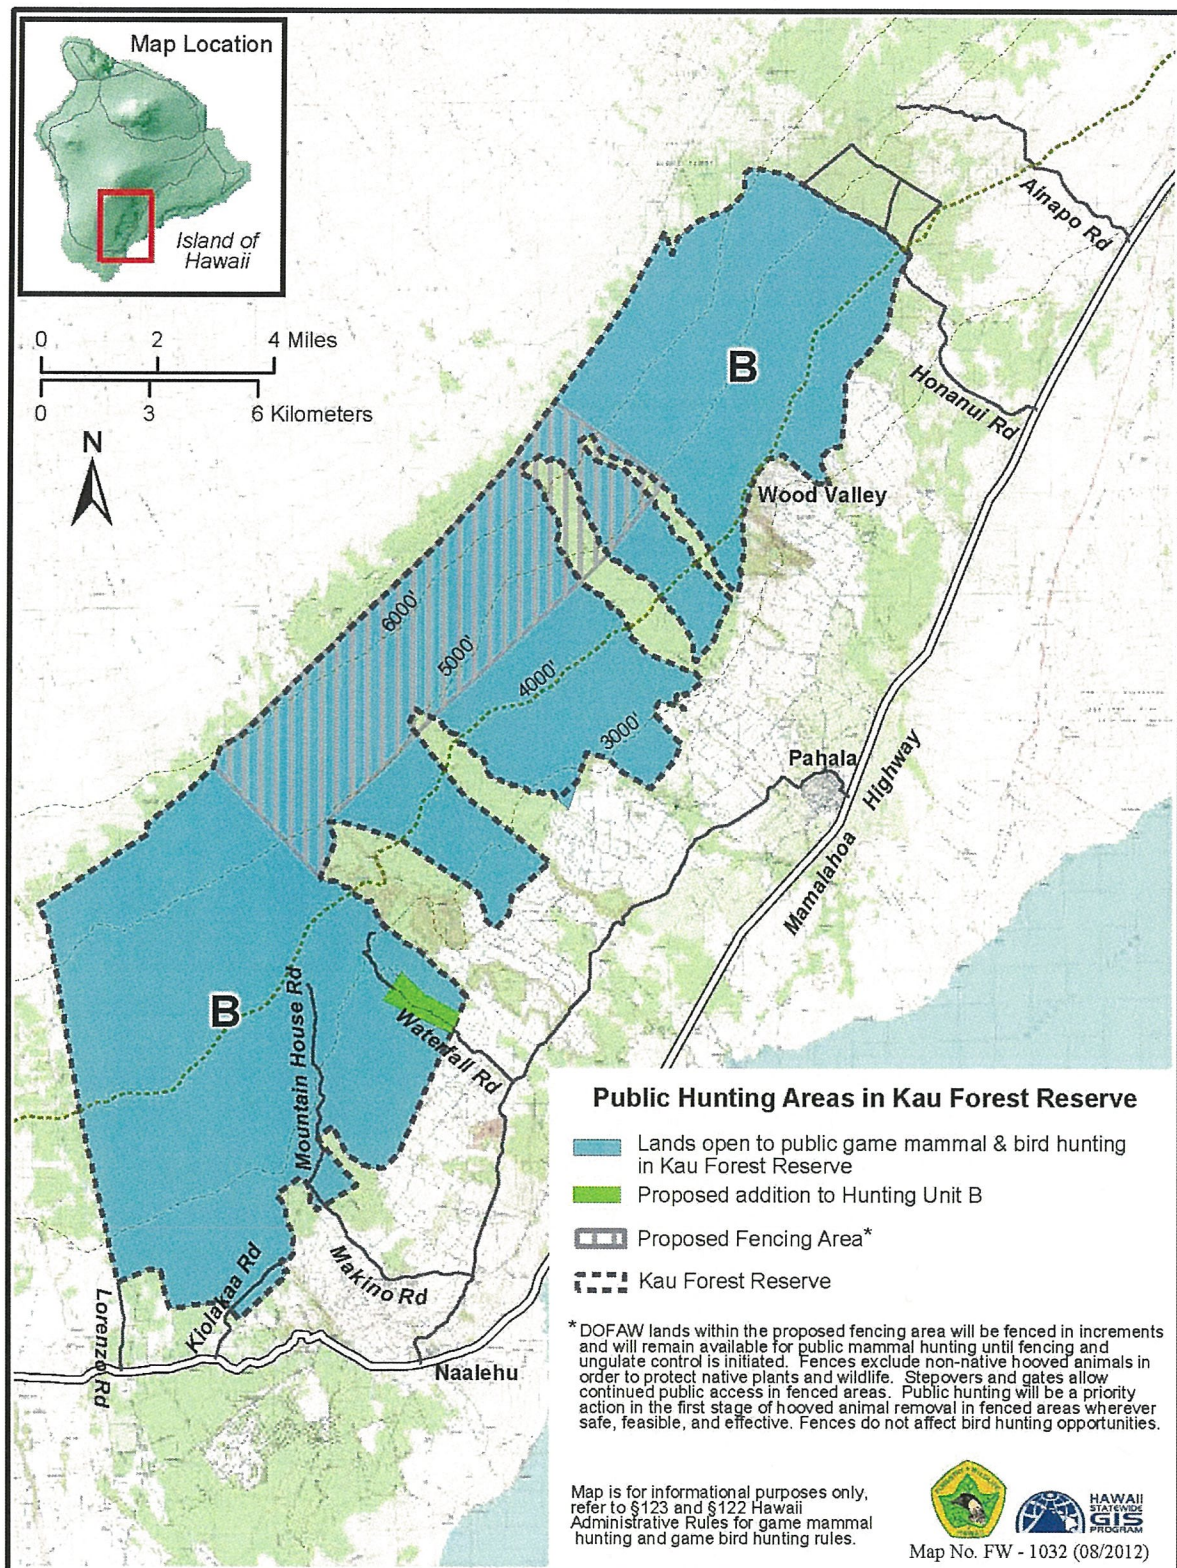 Map Location
Island of
Hawaii
0 2 4 Miles
0 3 6 Kilometers
N
Ainapo Rd
B
Honanui Rd
Wood Valley
6000'
5000'
4000'
3000'
Pahala
Mamalahoa Highway
B
Mountain House Rd
Waterfall Rd
Makino Rd
Kiolakaa Rd
Lorenzo Rd
Naalehu
Public Hunting Areas in Kau Forest Reserve
Lands open to public game mammal & bird hunting
in Kau Forest Reserve
Proposed addition to Hunting Unit B
Proposed Fencing Area*
Kau Forest Reserve
* DOFAW lands within the proposed fencing area will be fenced in increments
and will remain available for public mammal hunting until fencing and
ungulate control is initiated. Fences exclude non-native hooved animals in
order to protect native plants and wildlife. Stepovers and gates allow
continued public access in fenced areas. Public hunting will be a priority
action in the first stage of hooved animal removal in fenced areas wherever
safe, feasible, and effective. Fences do not affect bird hunting opportunities.
Map is for informational purposes only,
refer to §123 and §122 Hawaii
Administrative Rules for game mammal
hunting and game bird hunting rules.
FORESTRY & WILDLIFE
HAWAII
HAWAII
STATEWIDE
GIS
PROGRAM
Map No. FW - 1032 (08/2012)